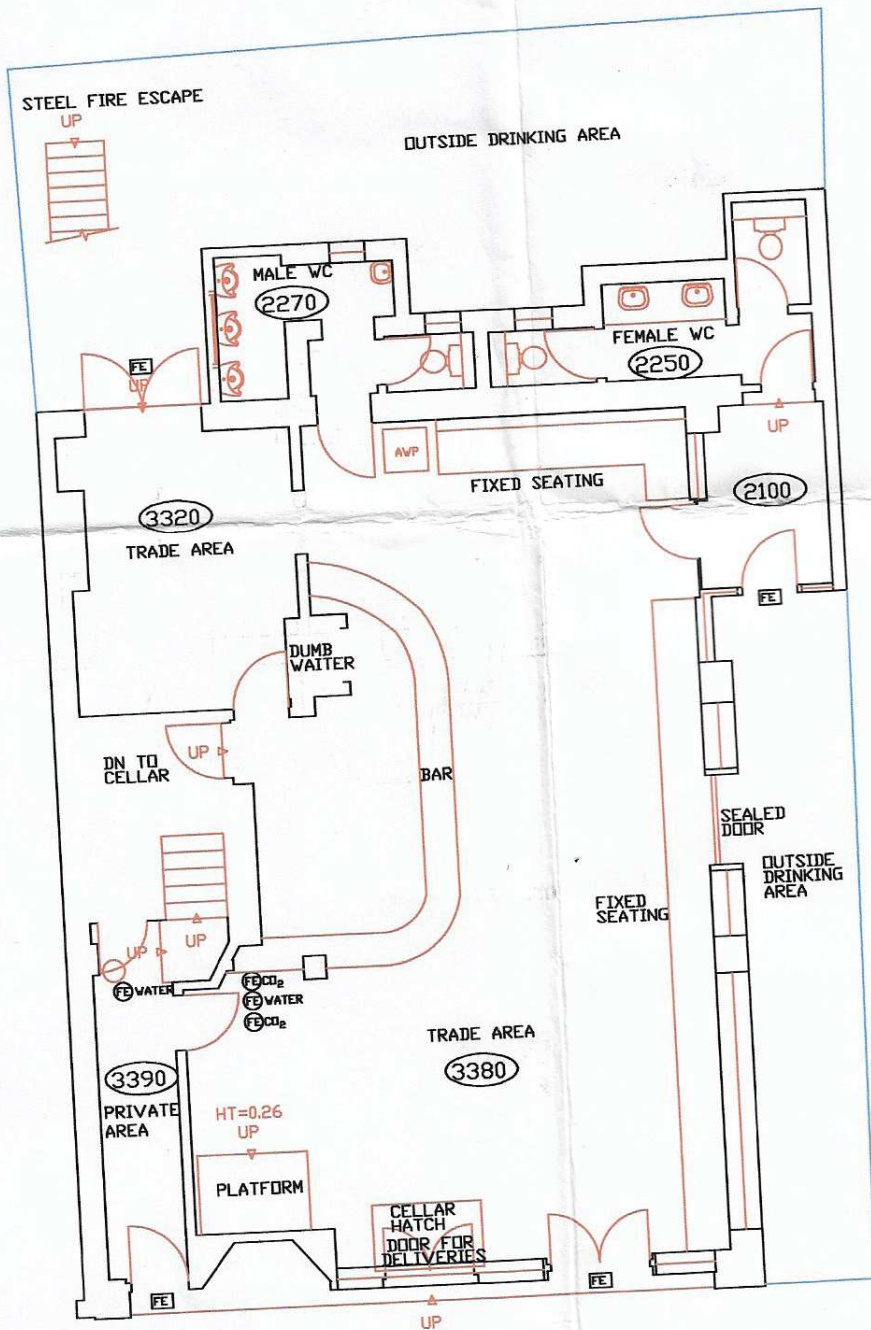 STEEL FIRE ESCAPE
UP
OUTSIDE DRINKING AREA
MALE WC
2270
FEMALE WC
2250
FE
UP
UP
AWP
FIXED SEATING
2100
3320
TRADE AREA
FE
DUMB
WAITER
DN TO
CELLAR
UP
BAR
SEALED
DOOR
OUTSIDE
DRINKING
AREA
FIXED
SEATING
UP
UP
FE WATER
FE CO2
FE WATER
FE CO2
TRADE AREA
3380
3390
PRIVATE
AREA
HT=0.26
UP
PLATFORM
CELLAR
HATCH
DOOR FOR
DELIVERIES
FE
FE
UP